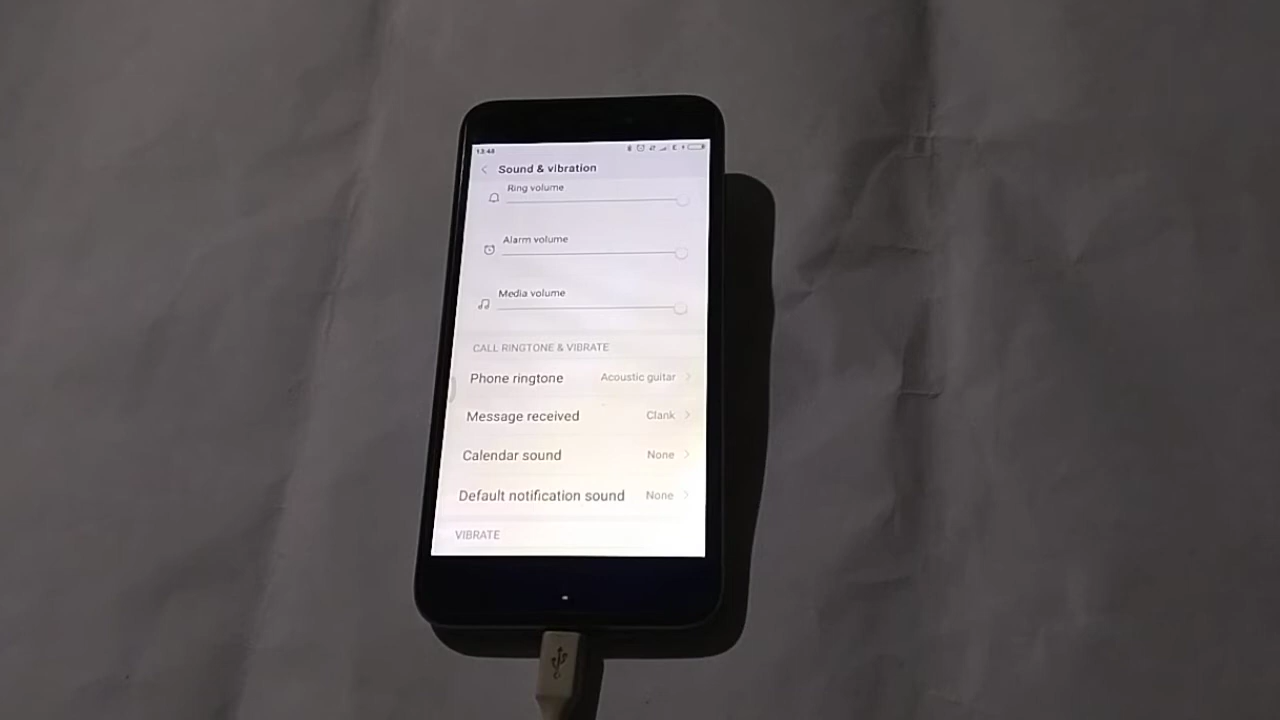 13:48
Sound & vibration
Ring volume
Alarm volume
Media volume
CALL RINGTONE & VIBRATE
Phone ringtone Acoustic guitar
Message received Clank
Calendar sound None
Default notification sound None
VIBRATE